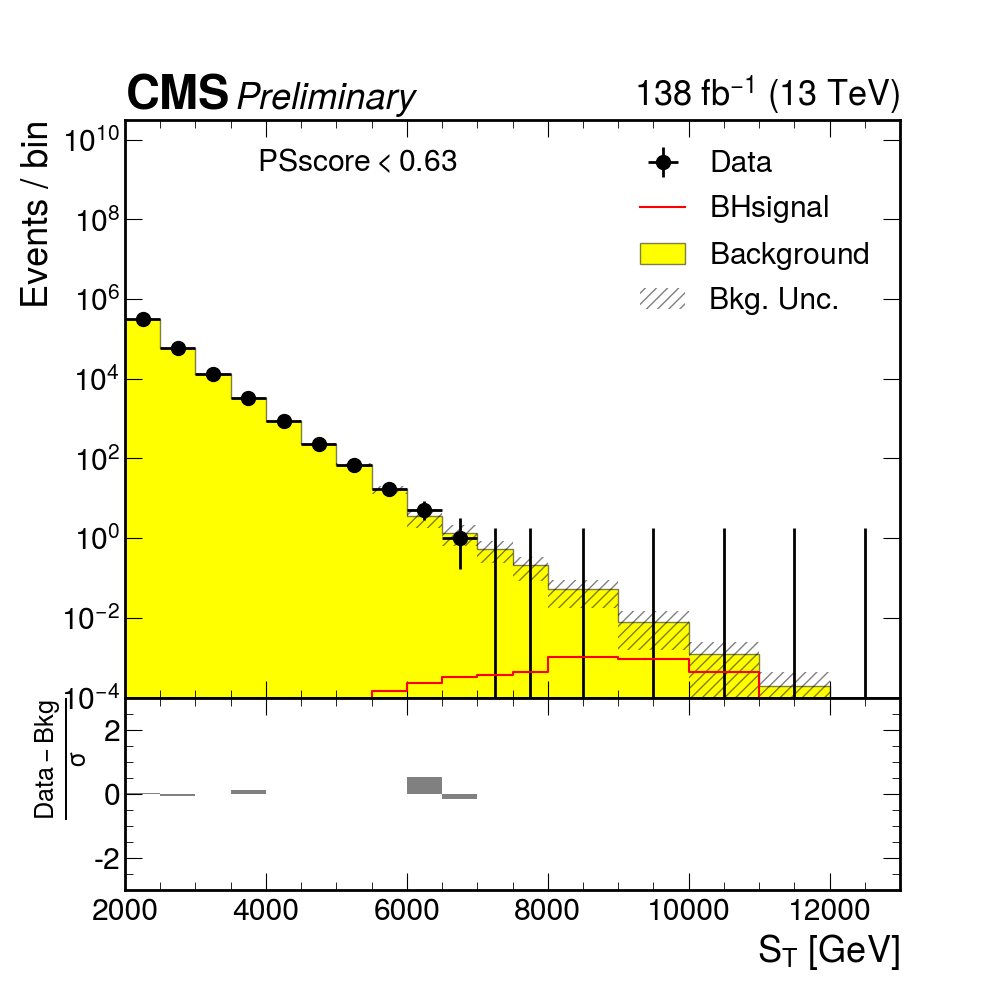 CMS Preliminary
138 fb⁻¹ (13 TeV)
Events / bin
10¹⁰
10⁸
10⁶
10⁴
10²
10⁰
10⁻²
10⁻⁴
PSscore < 0.63
Data
BHsignal
Background
Bkg. Unc.
Data – Bkg
σ
2
0
-2
2000 4000 6000 8000 10000 12000
S_T [GeV]